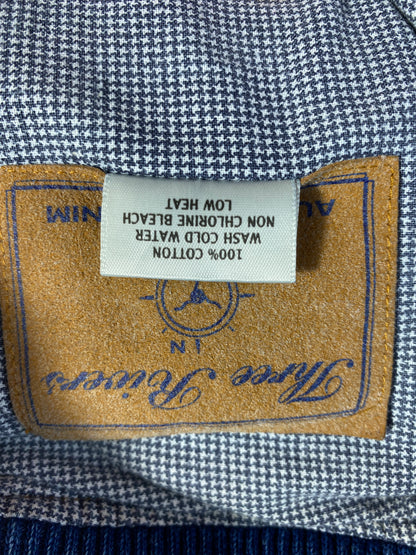 Three Rivers
N
100% COTTON
WASH COLD WATER
NON CHLORINE BLEACH
LOW HEAT